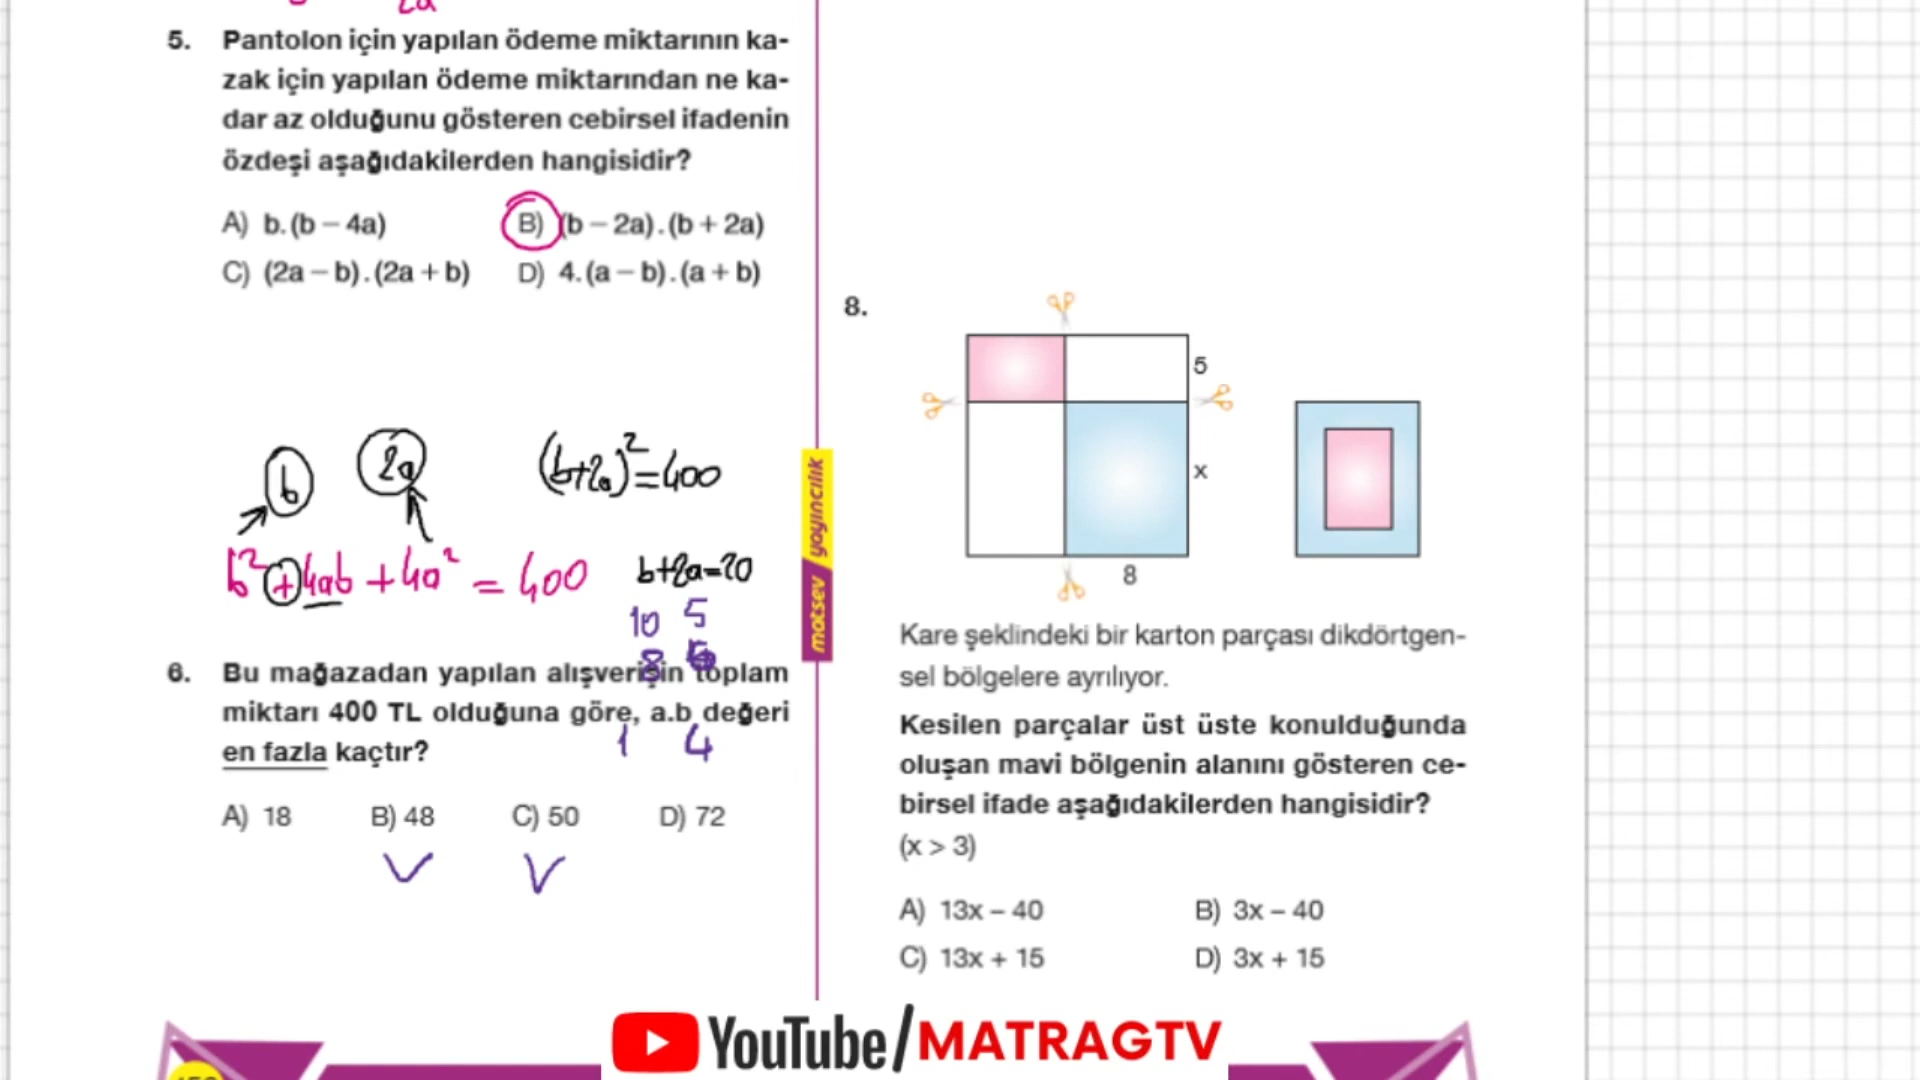 2a
5. Pantolon için yapılan ödeme miktarının ka-
zak için yapılan ödeme miktarından ne ka-
dar az olduğunu gösteren cebirsel ifadenin
özdeşi aşağıdakilerden hangisidir?
A) b.(b – 4a) B) (b – 2a).(b + 2a)
C) (2a – b).(2a + b) D) 4.(a – b).(a + b)
b 2a (b+2a)²=400
b²+4ab+4a² = 400 b+2a=20
10 5
8
6. Bu mağazadan yapılan alışverişin toplam
miktarı 400 TL olduğuna göre, a.b değeri
1 4
en fazla kaçtır?
A) 18 B) 48 C) 50 D) 72
matsev yayıncılık
8.
5
x
8
Kare şeklindeki bir karton parçası dikdörtgen-
sel bölgelere ayrılıyor.
Kesilen parçalar üst üste konulduğunda
oluşan mavi bölgenin alanını gösteren ce-
birsel ifade aşağıdakilerden hangisidir?
(x > 3)
A) 13x – 40 B) 3x – 40
C) 13x + 15 D) 3x + 15
YouTube/MATRAGTV